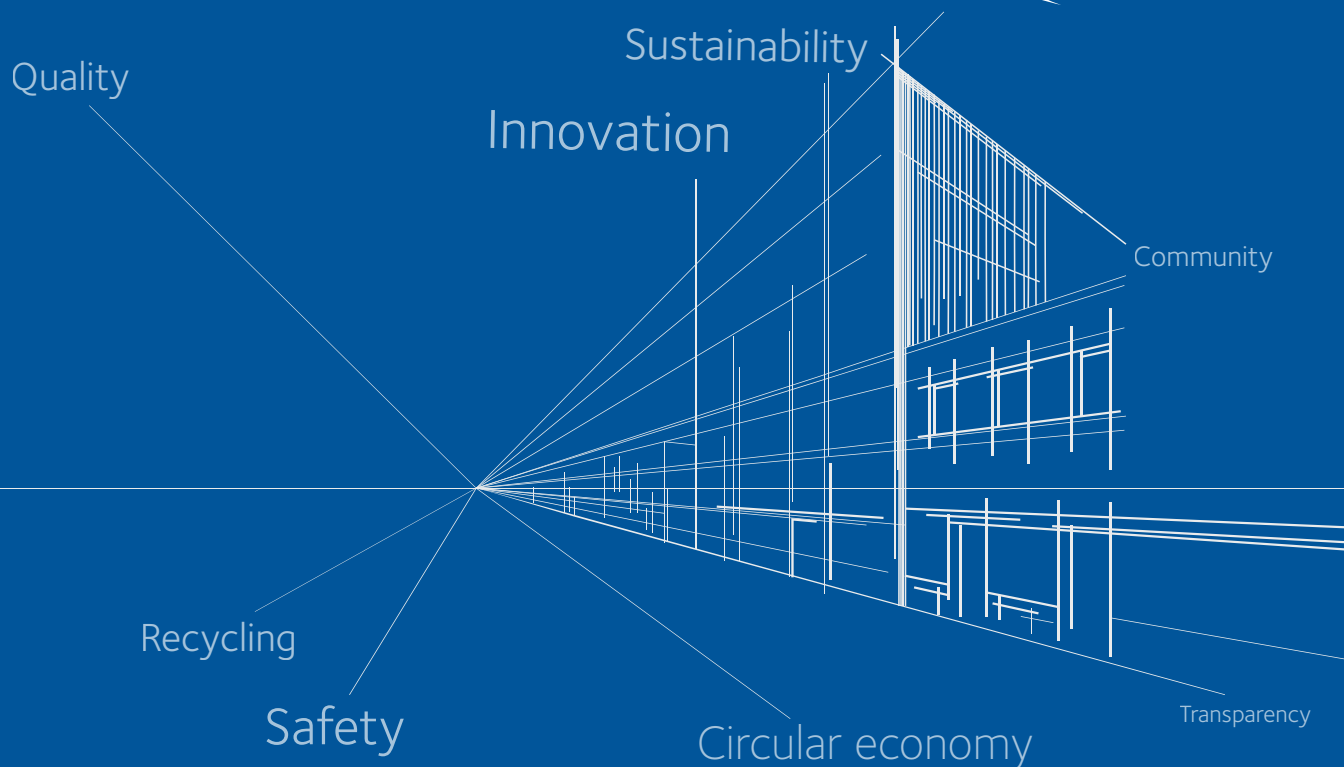 Sustainability
Quality
Innovation
Community
Recycling
Safety
Transparency
Circular economy